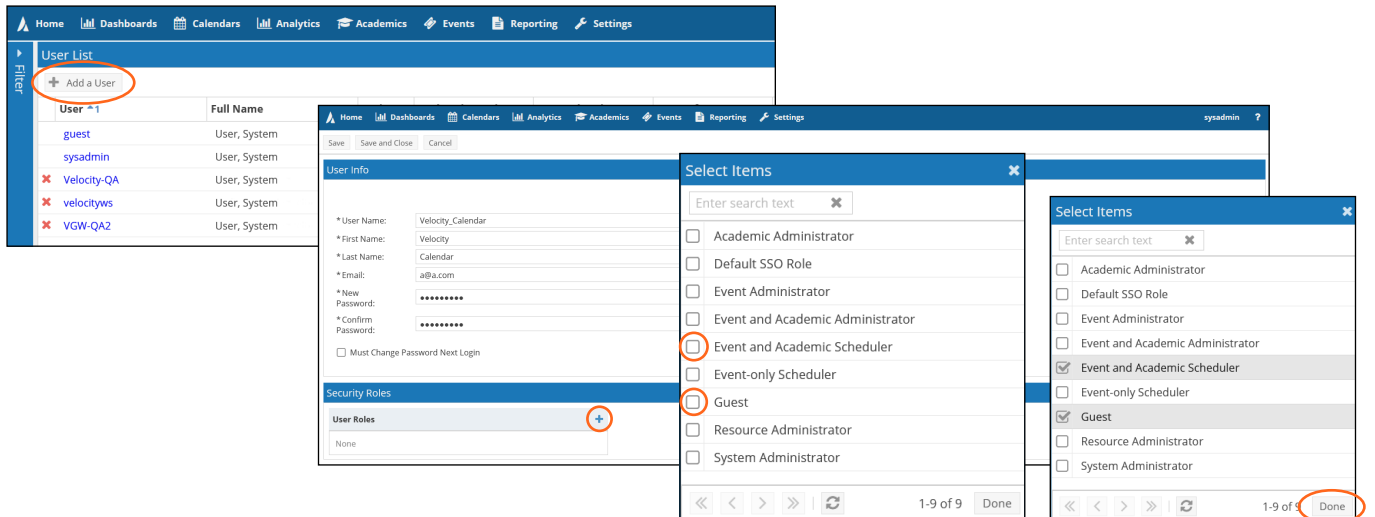 Home Dashboards Calendars Analytics Academics Events Reporting Settings
Filter
User List
Add a User
User 1 Full Name
guest User, System
sysadmin User, System
Velocity-QA User, System
velocityws User, System
VGW-QA2 User, System
Home Dashboards Calendars Analytics Academics Events Reporting Settings sysadmin ?
Save Save and Close Cancel
User Info
* User Name: Velocity_Calendar
* First Name: Velocity
* Last Name: Calendar
* Email: a@a.com
* New
Password:
* Confirm
Password:
Must Change Password Next Login
Security Roles
User Roles +
None
Select Items
Enter search text
Academic Administrator
Default SSO Role
Event Administrator
Event and Academic Administrator
Event and Academic Scheduler
Event-only Scheduler
Guest
Resource Administrator
System Administrator
1-9 of 9 Done
Select Items
Enter search text
Academic Administrator
Default SSO Role
Event Administrator
Event and Academic Administrator
Event and Academic Scheduler
Event-only Scheduler
Guest
Resource Administrator
System Administrator
1-9 of 9 Done